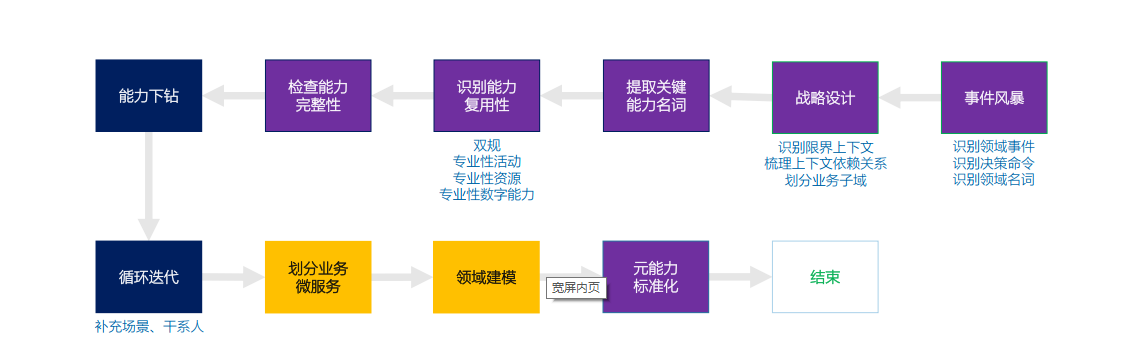 能力下钻
检查能力
完整性
识别能力
复用性
提取关键
能力名词
战略设计
事件风暴
双规
专业性活动
专业性资源
专业性数字能力
识别限界上下文
梳理上下文依赖关系
划分业务子域
识别领域事件
识别决策命令
识别领域名词
循环迭代
划分业务
微服务
领域建模
宽屏内页
元能力
标准化
结束
补充场景、干系人